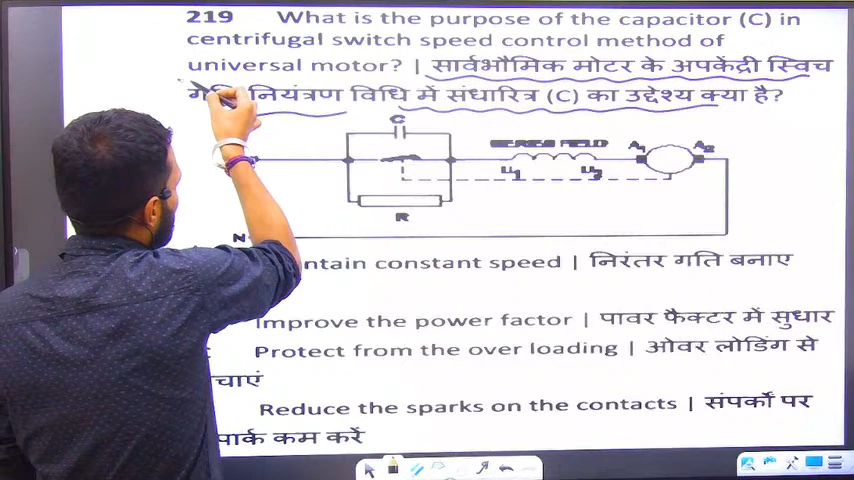 219 What is the purpose of the capacitor (C) in
centrifugal switch speed control method of
universal motor? | सार्वभौमिक मोटर के अपकेंद्री स्विच
नियंत्रण विधि में संधारित्र (C) का उद्देश्य क्या है?
C
SERIES FIELD A1 A2
U1 U2
R
N
ntain constant speed | निरंतर गति बनाए
Improve the power factor | पावर फैक्टर में सुधार
Protect from the over loading | ओवर लोडिंग से
चाएं
Reduce the sparks on the contacts | संपर्कों पर
पार्क कम करें